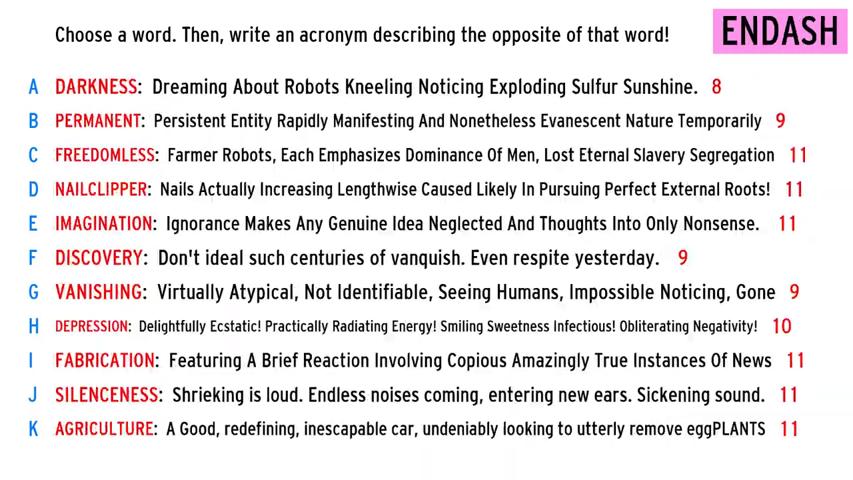 Choose a word. Then, write an acronym describing the opposite of that word!
ENDASH
A DARKNESS: Dreaming About Robots Kneeling Noticing Exploding Sulfur Sunshine. 8
B PERMANENT: Persistent Entity Rapidly Manifesting And Nonetheless Evanescent Nature Temporarily 9
C FREEDOMLESS: Farmer Robots, Each Emphasizes Dominance Of Men, Lost Eternal Slavery Segregation 11
D NAILCLIPPER: Nails Actually Increasing Lengthwise Caused Likely In Pursuing Perfect External Roots! 11
E IMAGINATION: Ignorance Makes Any Genuine Idea Neglected And Thoughts Into Only Nonsense. 11
F DISCOVERY: Don't ideal such centuries of vanquish. Even respite yesterday. 9
G VANISHING: Virtually Atypical, Not Identifiable, Seeing Humans, Impossible Noticing, Gone 9
H DEPRESSION: Delightfully Ecstatic! Practically Radiating Energy! Smiling Sweetness Infectious! Obliterating Negativity! 10
I FABRICATION: Featuring A Brief Reaction Involving Copious Amazingly True Instances Of News 11
J SILENCENESS: Shrieking is loud. Endless noises coming, entering new ears. Sickening sound. 11
K AGRICULTURE: A Good, redefining, inescapable car, undeniably looking to utterly remove eggPLANTS 11